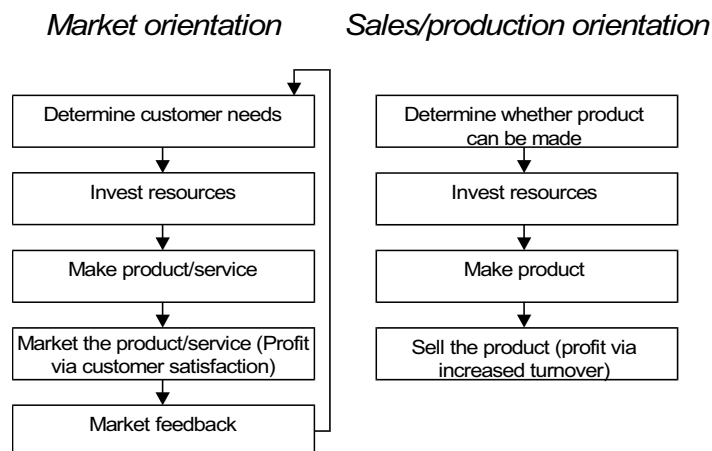 Market orientation
Sales/production orientation
Determine customer needs
Invest resources
Make product/service
Market the product/service (Profit
via customer satisfaction)
Market feedback
Determine whether product
can be made
Invest resources
Make product
Sell the product (profit via
increased turnover)